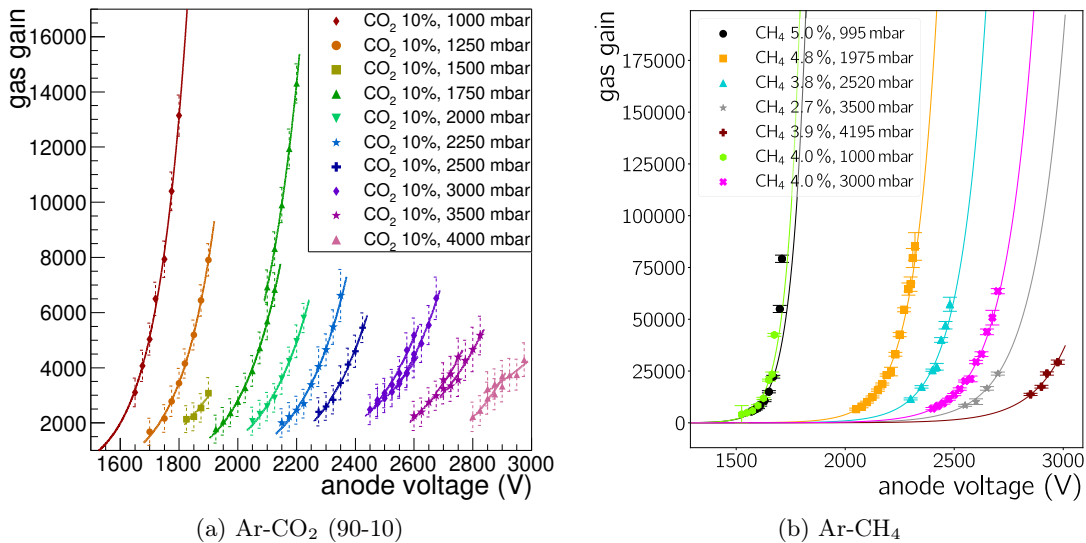 gas gain
16000
14000
12000
10000
8000
6000
4000
2000
1600 1800 2000 2200 2400 2600 2800 3000
anode voltage (V)
CO₂ 10%, 1000 mbar
CO₂ 10%, 1250 mbar
CO₂ 10%, 1500 mbar
CO₂ 10%, 1750 mbar
CO₂ 10%, 2000 mbar
CO₂ 10%, 2250 mbar
CO₂ 10%, 2500 mbar
CO₂ 10%, 3000 mbar
CO₂ 10%, 3500 mbar
CO₂ 10%, 4000 mbar
(a) Ar-CO₂ (90-10)
gas gain
175000
150000
125000
100000
75000
50000
25000
0
1500 2000 2500 3000
anode voltage (V)
CH₄ 5.0 %, 995 mbar
CH₄ 4.8 %, 1975 mbar
CH₄ 3.8 %, 2520 mbar
CH₄ 2.7 %, 3500 mbar
CH₄ 3.9 %, 4195 mbar
CH₄ 4.0 %, 1000 mbar
CH₄ 4.0 %, 3000 mbar
(b) Ar-CH₄